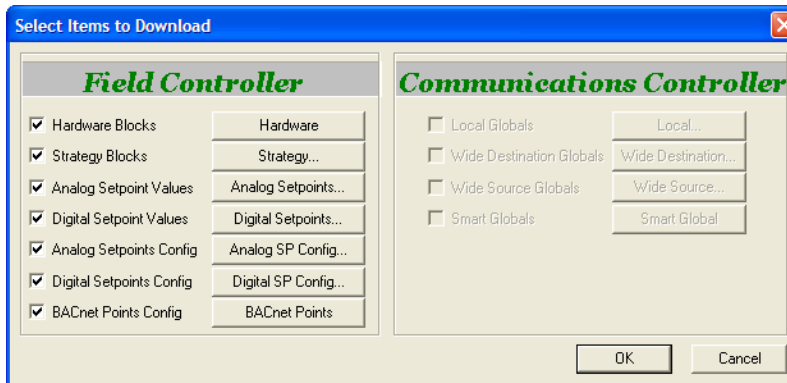 Select Items to Download
Field Controller
Hardware Blocks Hardware
Strategy Blocks Strategy...
Analog Setpoint Values Analog Setpoints...
Digital Setpoint Values Digital Setpoints...
Analog Setpoints Config Analog SP Config...
Digital Setpoints Config Digital SP Config...
BACnet Points Config BACnet Points
Communications Controller
Local Globals Local...
Wide Destination Globals Wide Destination...
Wide Source Globals Wide Source...
Smart Globals Smart Global
OK Cancel